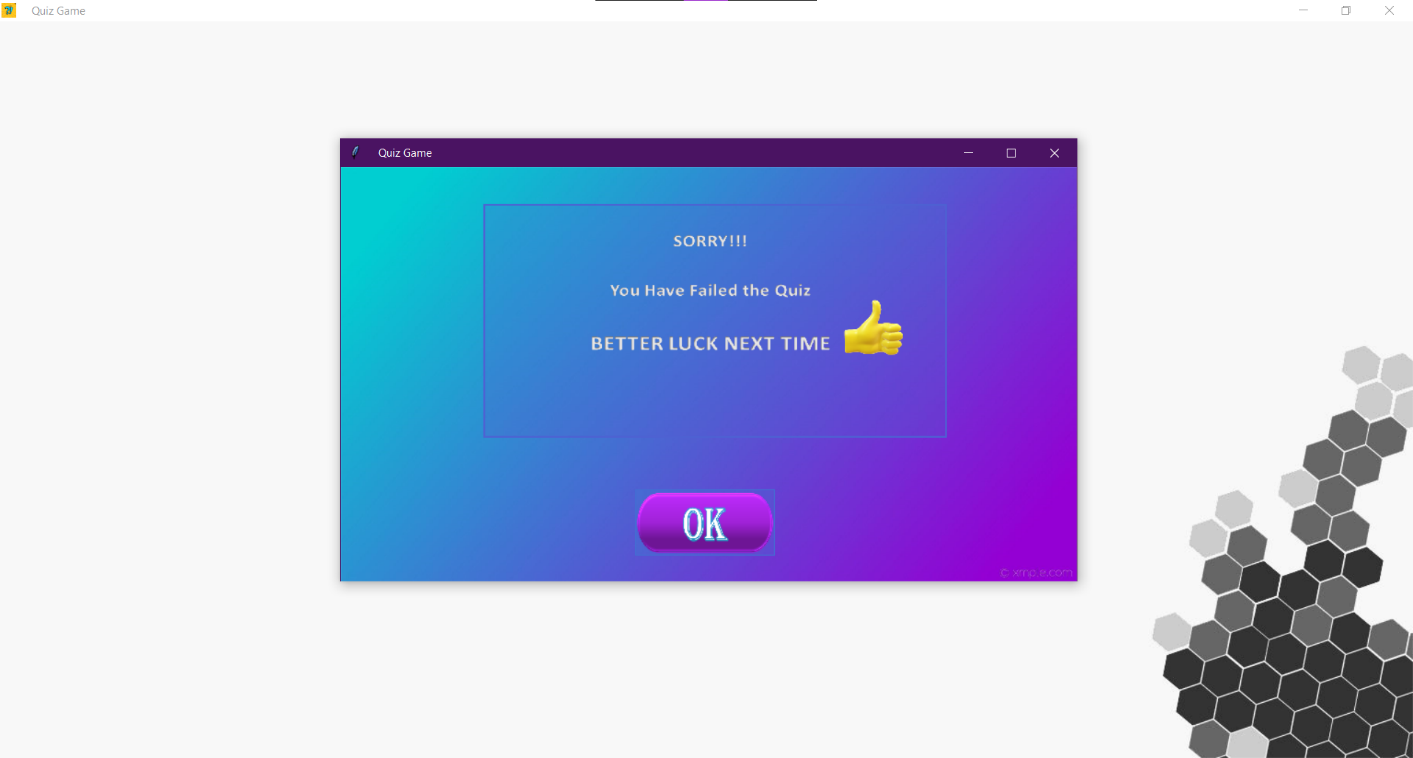 Quiz Game
Quiz Game
SORRY!!!
You Have Failed the Quiz
BETTER LUCK NEXT TIME
OK